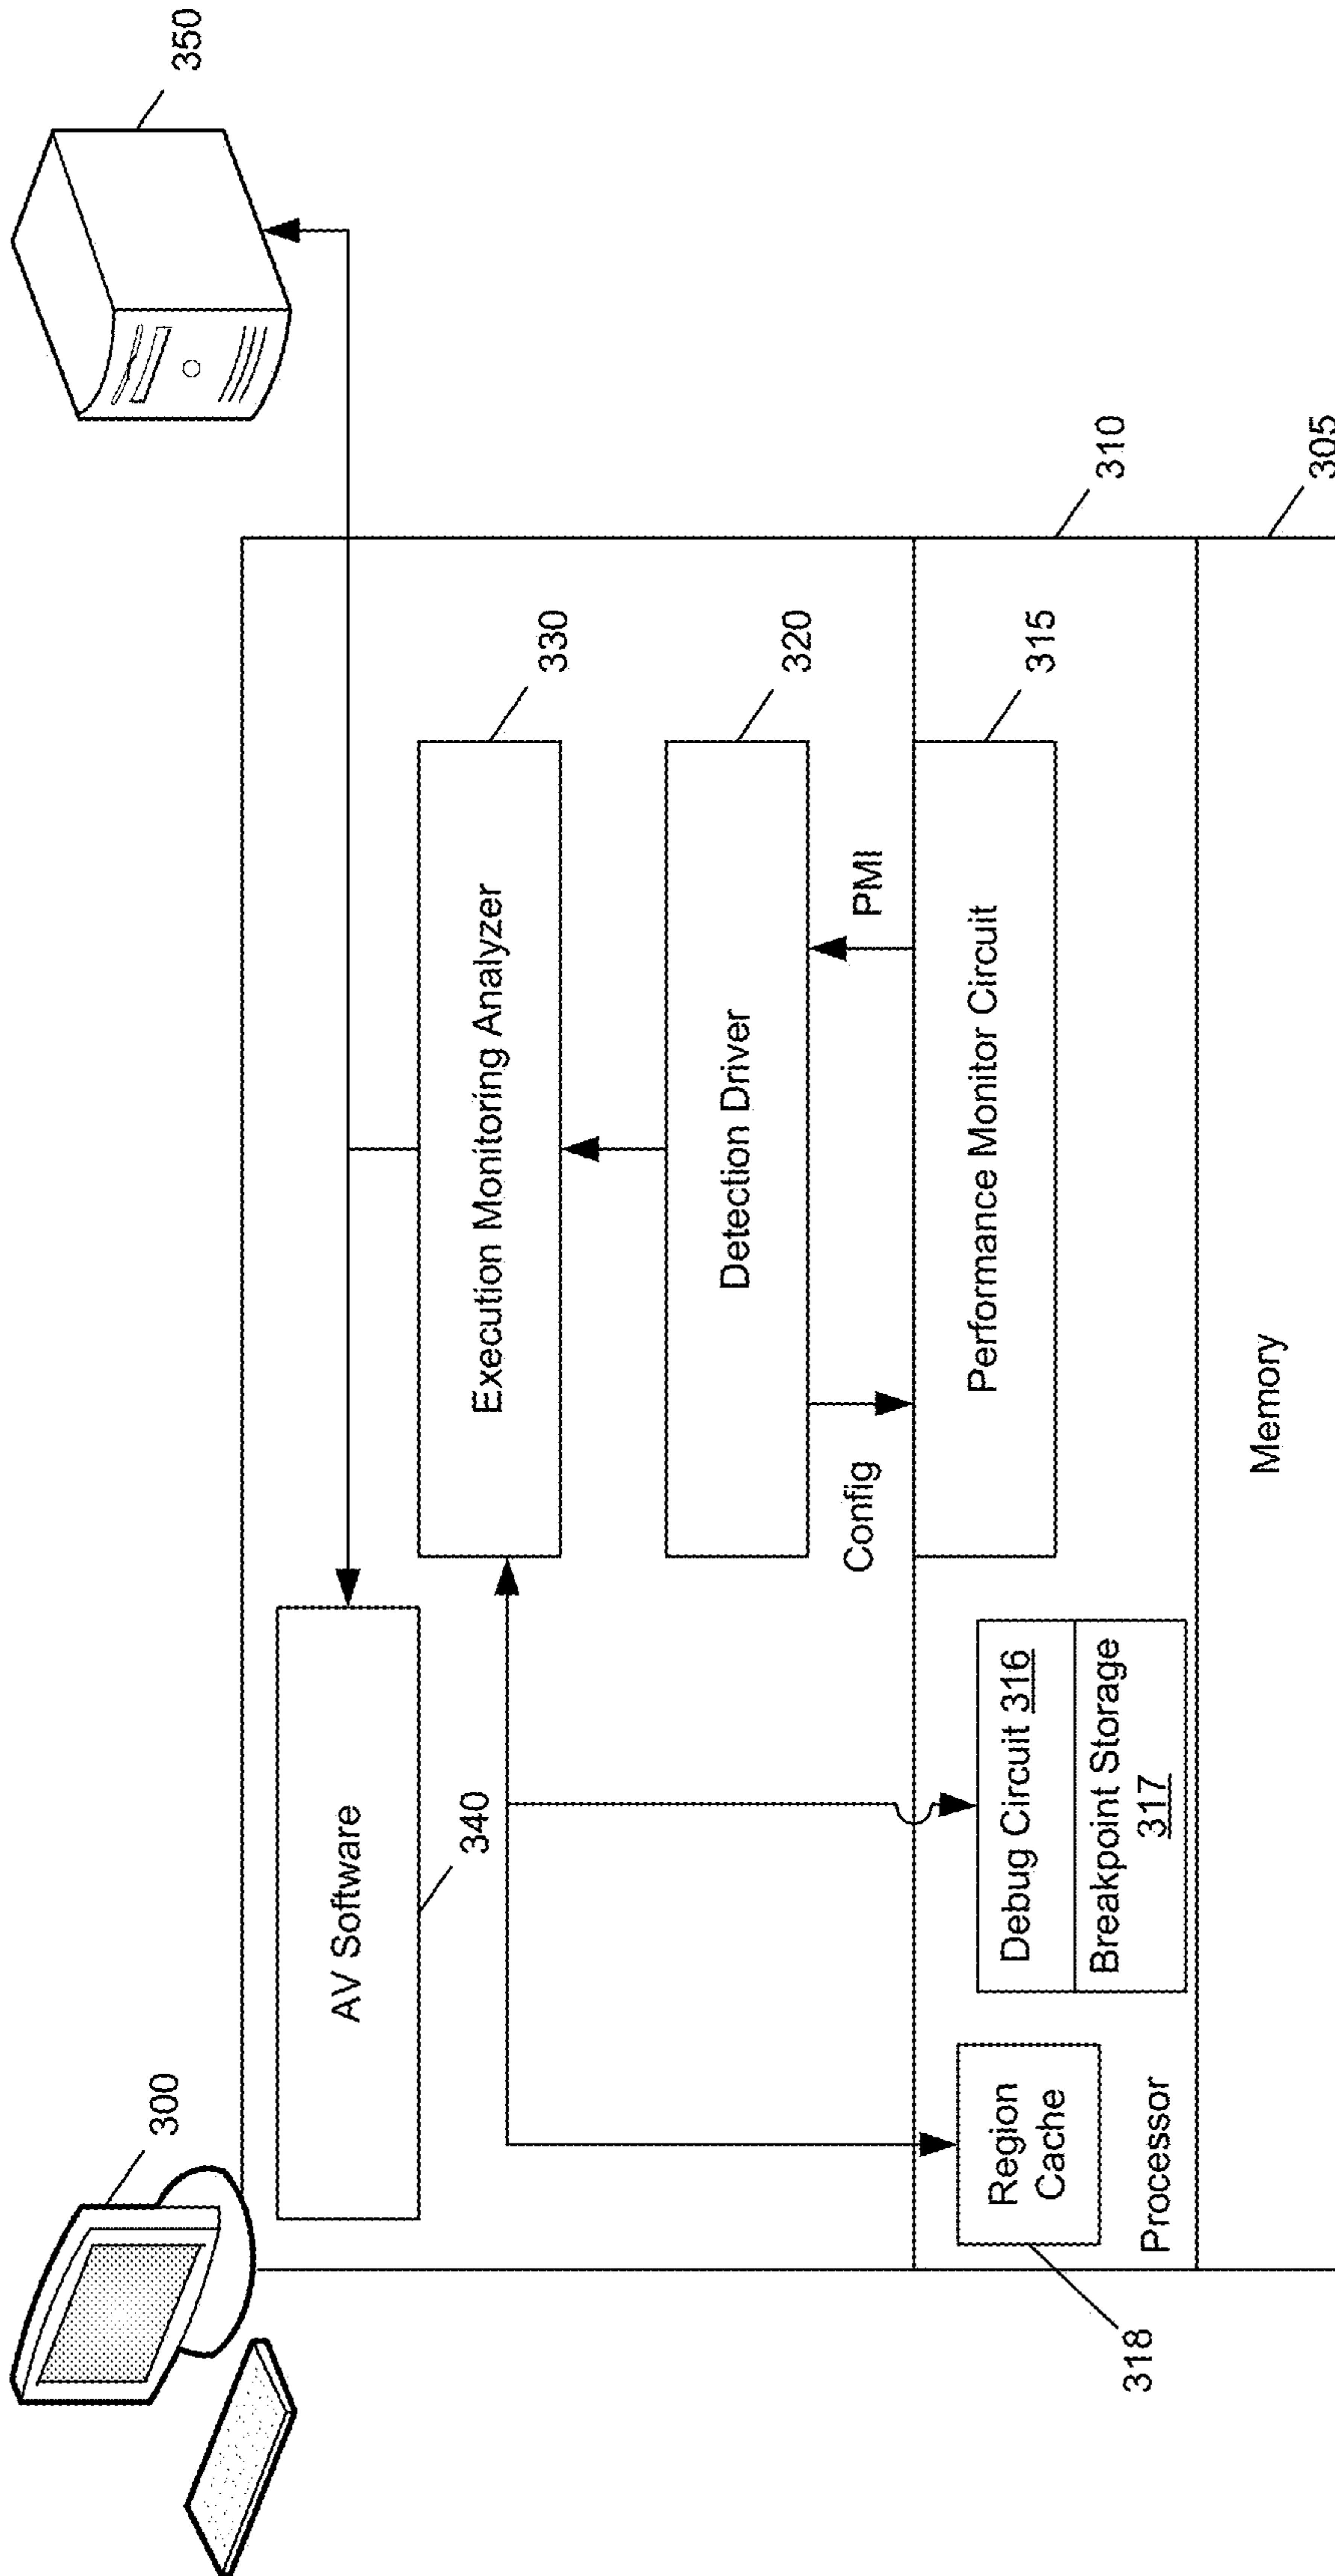 300
350
AV Software
340
Execution Monitoring Analyzer
330
Detection Driver
320
Config
PMI
310
Performance Monitor Circuit
315
Debug Circuit 316
Breakpoint Storage
317
Region
Cache
318
Processor
Memory
305